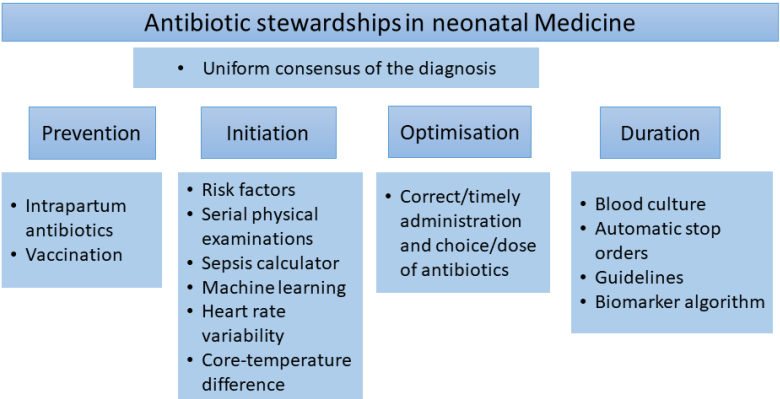 Antibiotic stewardships in neonatal Medicine
• Uniform consensus of the diagnosis
Prevention
• Intrapartum
antibiotics
• Vaccination
Initiation
• Risk factors
• Serial physical
examinations
• Sepsis calculator
• Machine learning
• Heart rate
variability
• Core-temperature
difference
Optimisation
• Correct/timely
administration
and choice/dose
of antibiotics
Duration
• Blood culture
• Automatic stop
orders
• Guidelines
• Biomarker algorithm